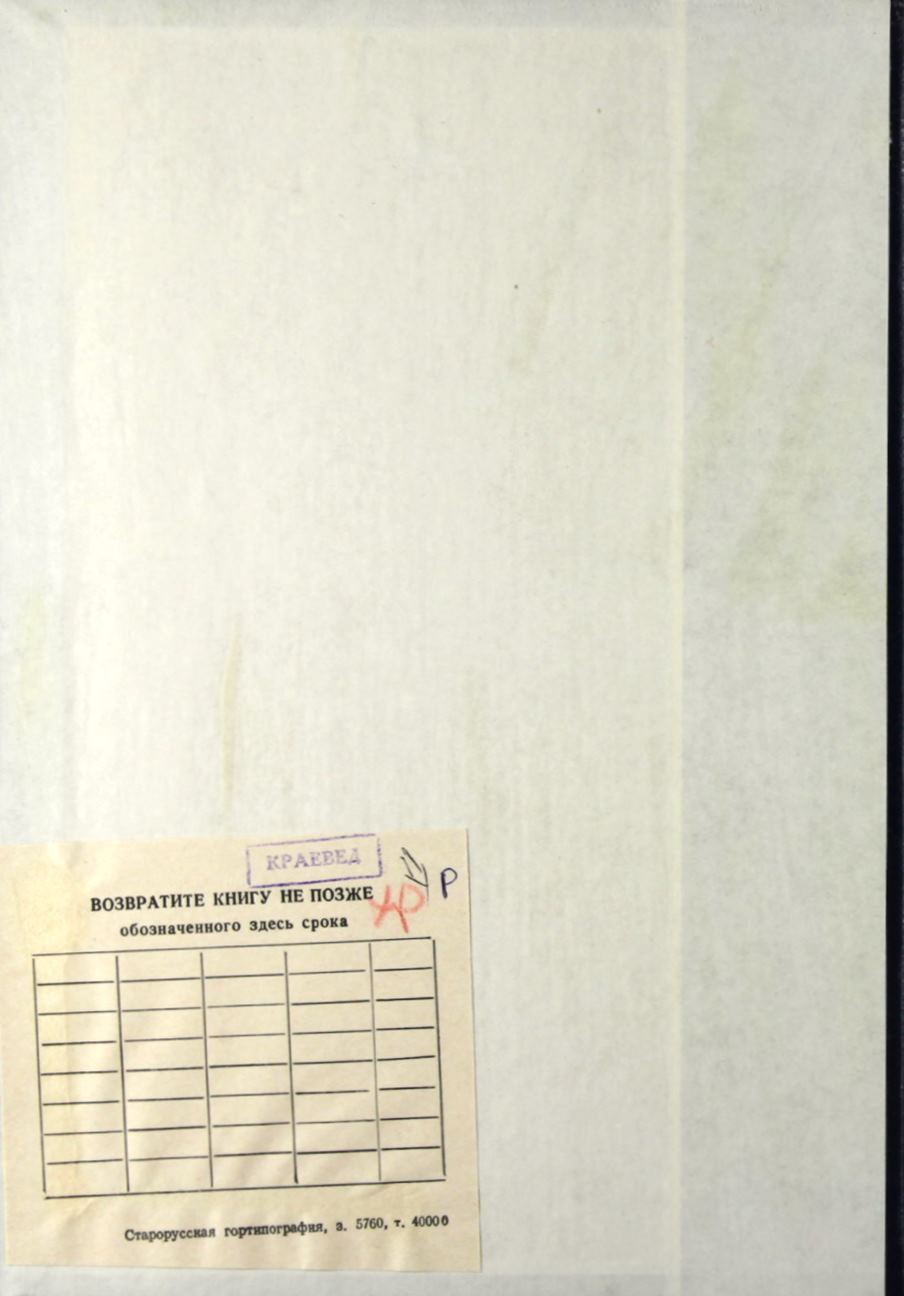 КРАЕВЕД
Р
ВОЗВРАТИТЕ КНИГУ НЕ ПОЗЖЕ
обозначенного здесь срока
Старорусская гортипография, з. 5760, т. 40000